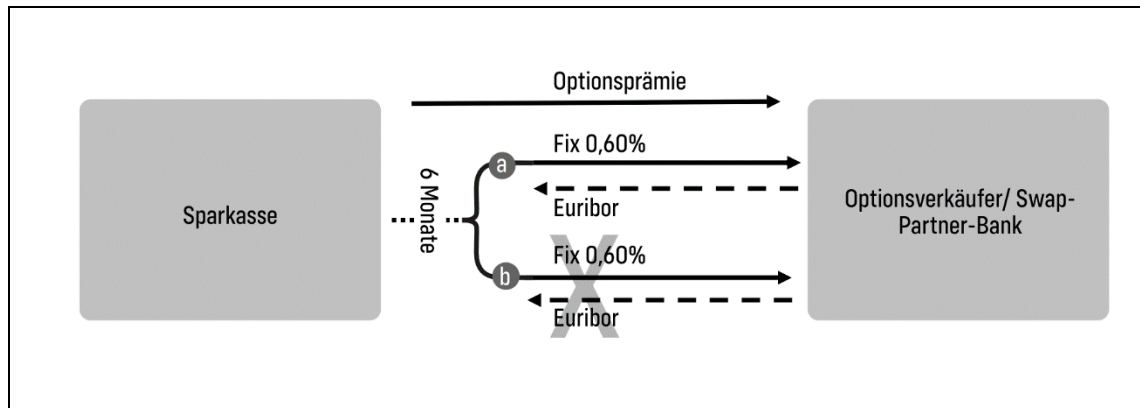 Optionsprämie
Fix 0,60%
a
Euribor
Sparkasse
6 Monate
Optionsverkäufer/ Swap-
Partner-Bank
Fix 0,60%
b
X
Euribor